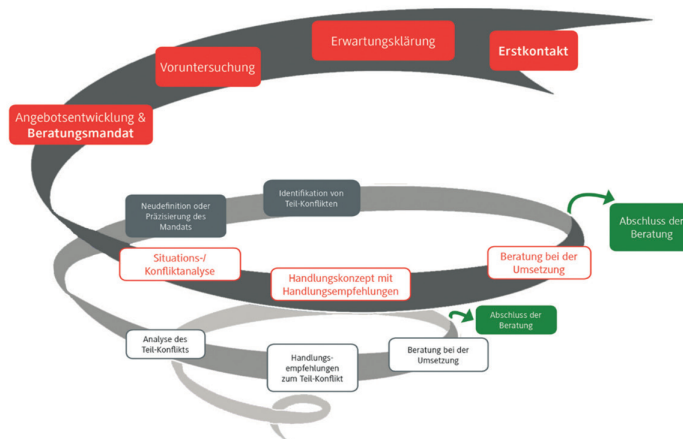 Erstkontakt
Erwartungsklärung
Voruntersuchung
Angebotsentwicklung &
Beratungsmandat
Identifikation von
Teil-Konflikten
Neudefinition oder
Präzisierung des
Mandats
Situations-/
Konfliktanalyse
Handlungskonzept mit
Handlungsempfehlungen
Beratung bei der
Umsetzung
Abschluss der
Beratung
Analyse des
Teil-Konflikts
Handlungs-
empfehlungen
zum Teil-Konflikt
Beratung bei der
Umsetzung
Abschluss der
Beratung